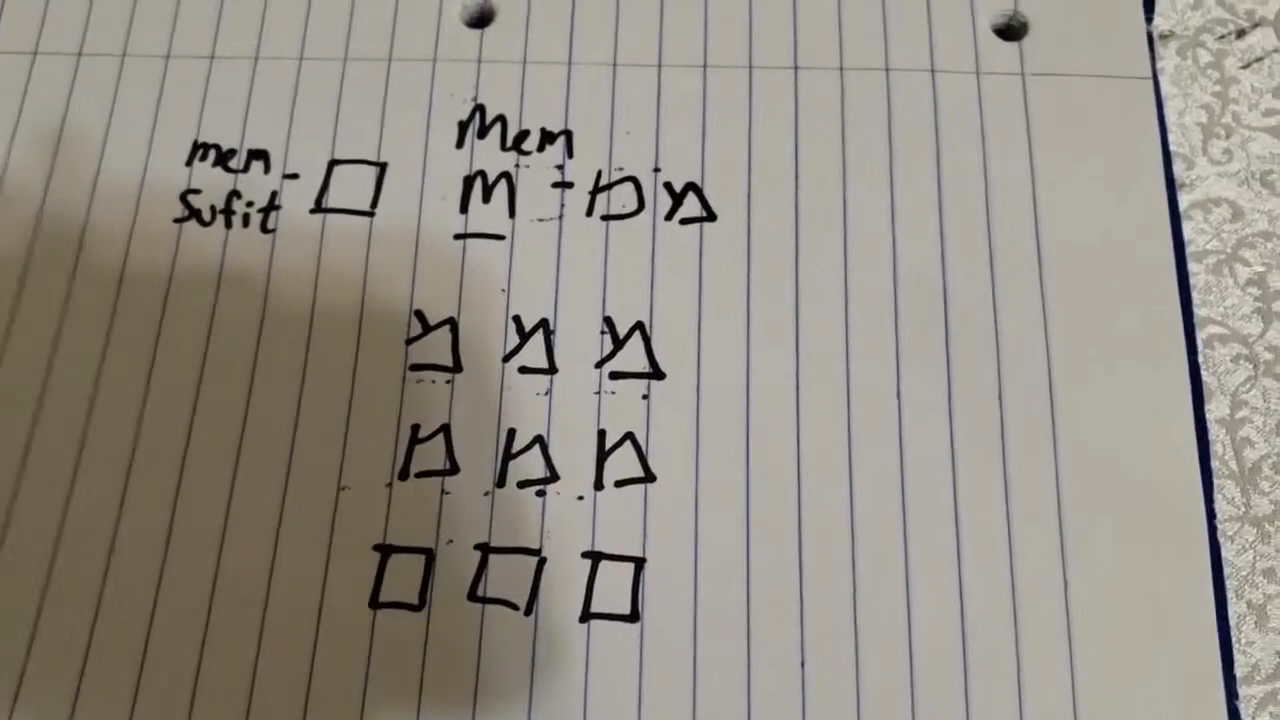 Mem
mem - ם
Sufit
M - מ מ
מ מ מ
מ מ מ
ם ם ם